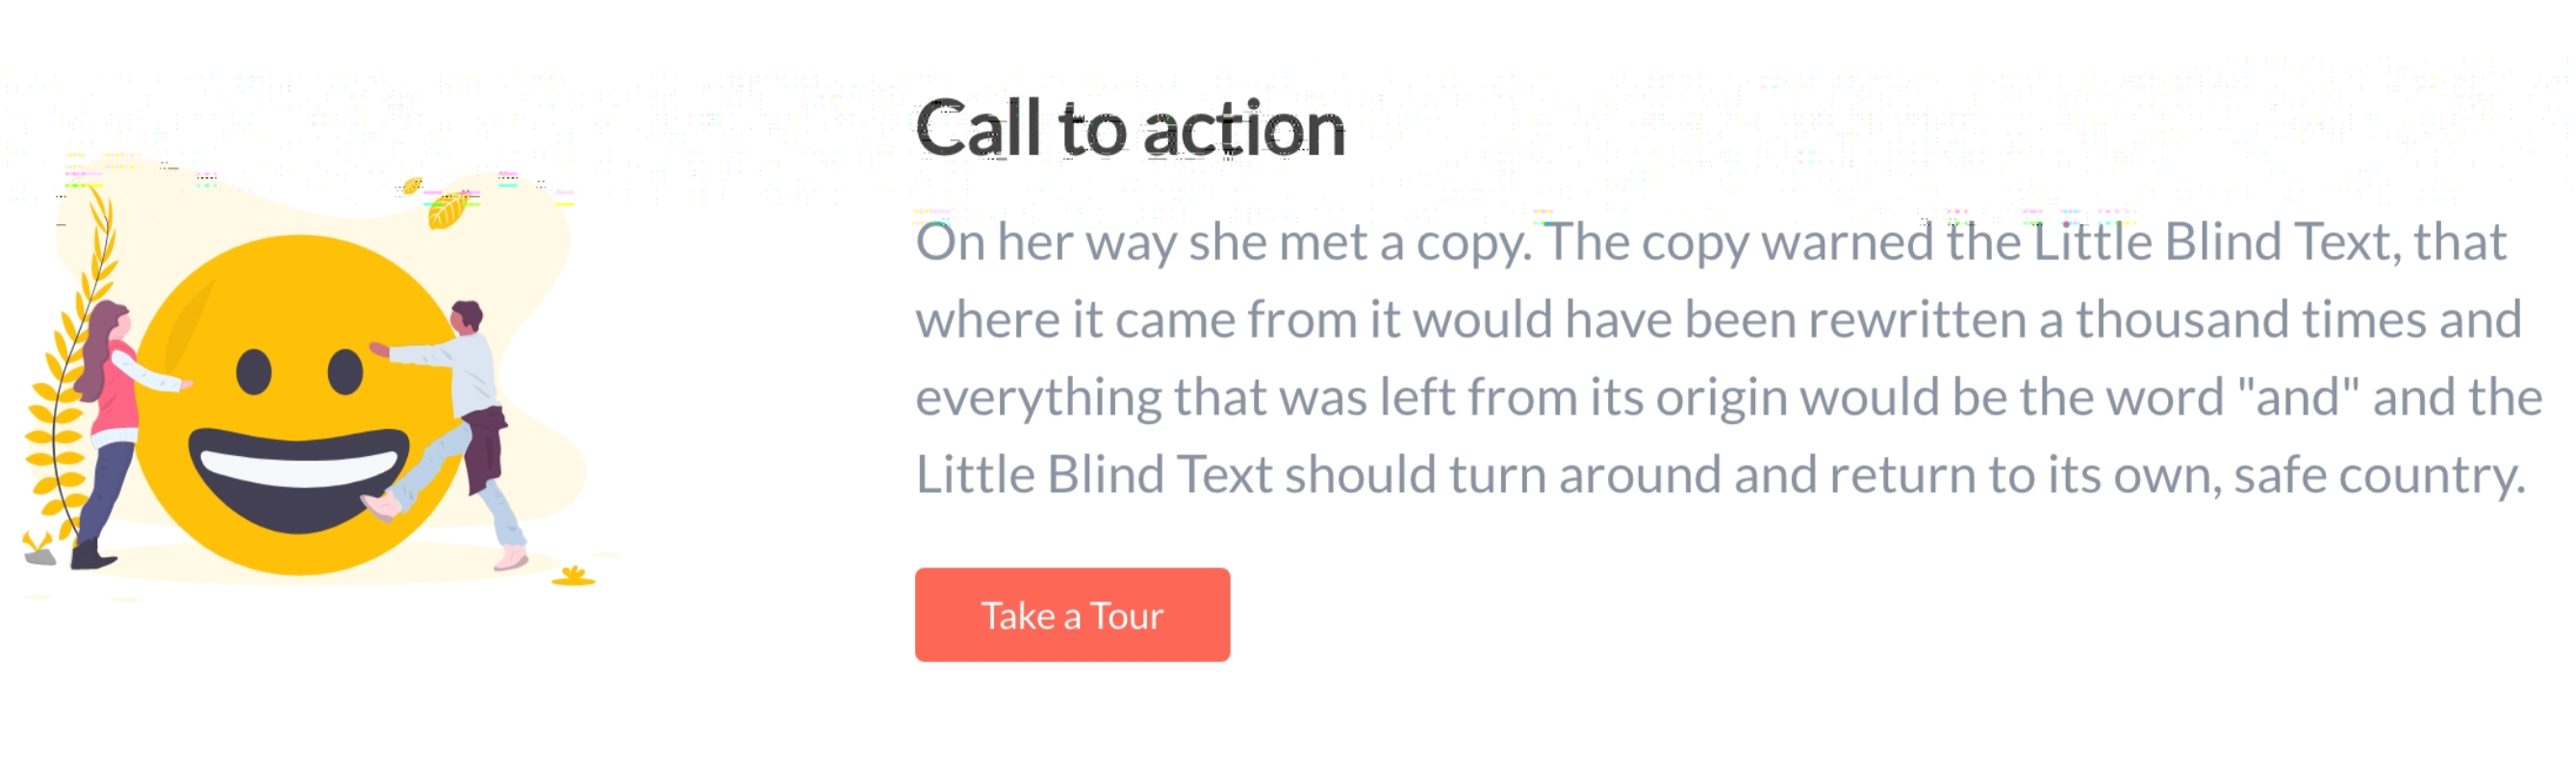 Call to action
On her way she met a copy. The copy warned the Little Blind Text, that
where it came from it would have been rewritten a thousand times and
everything that was left from its origin would be the word "and" and the
Little Blind Text should turn around and return to its own, safe country.
Take a Tour